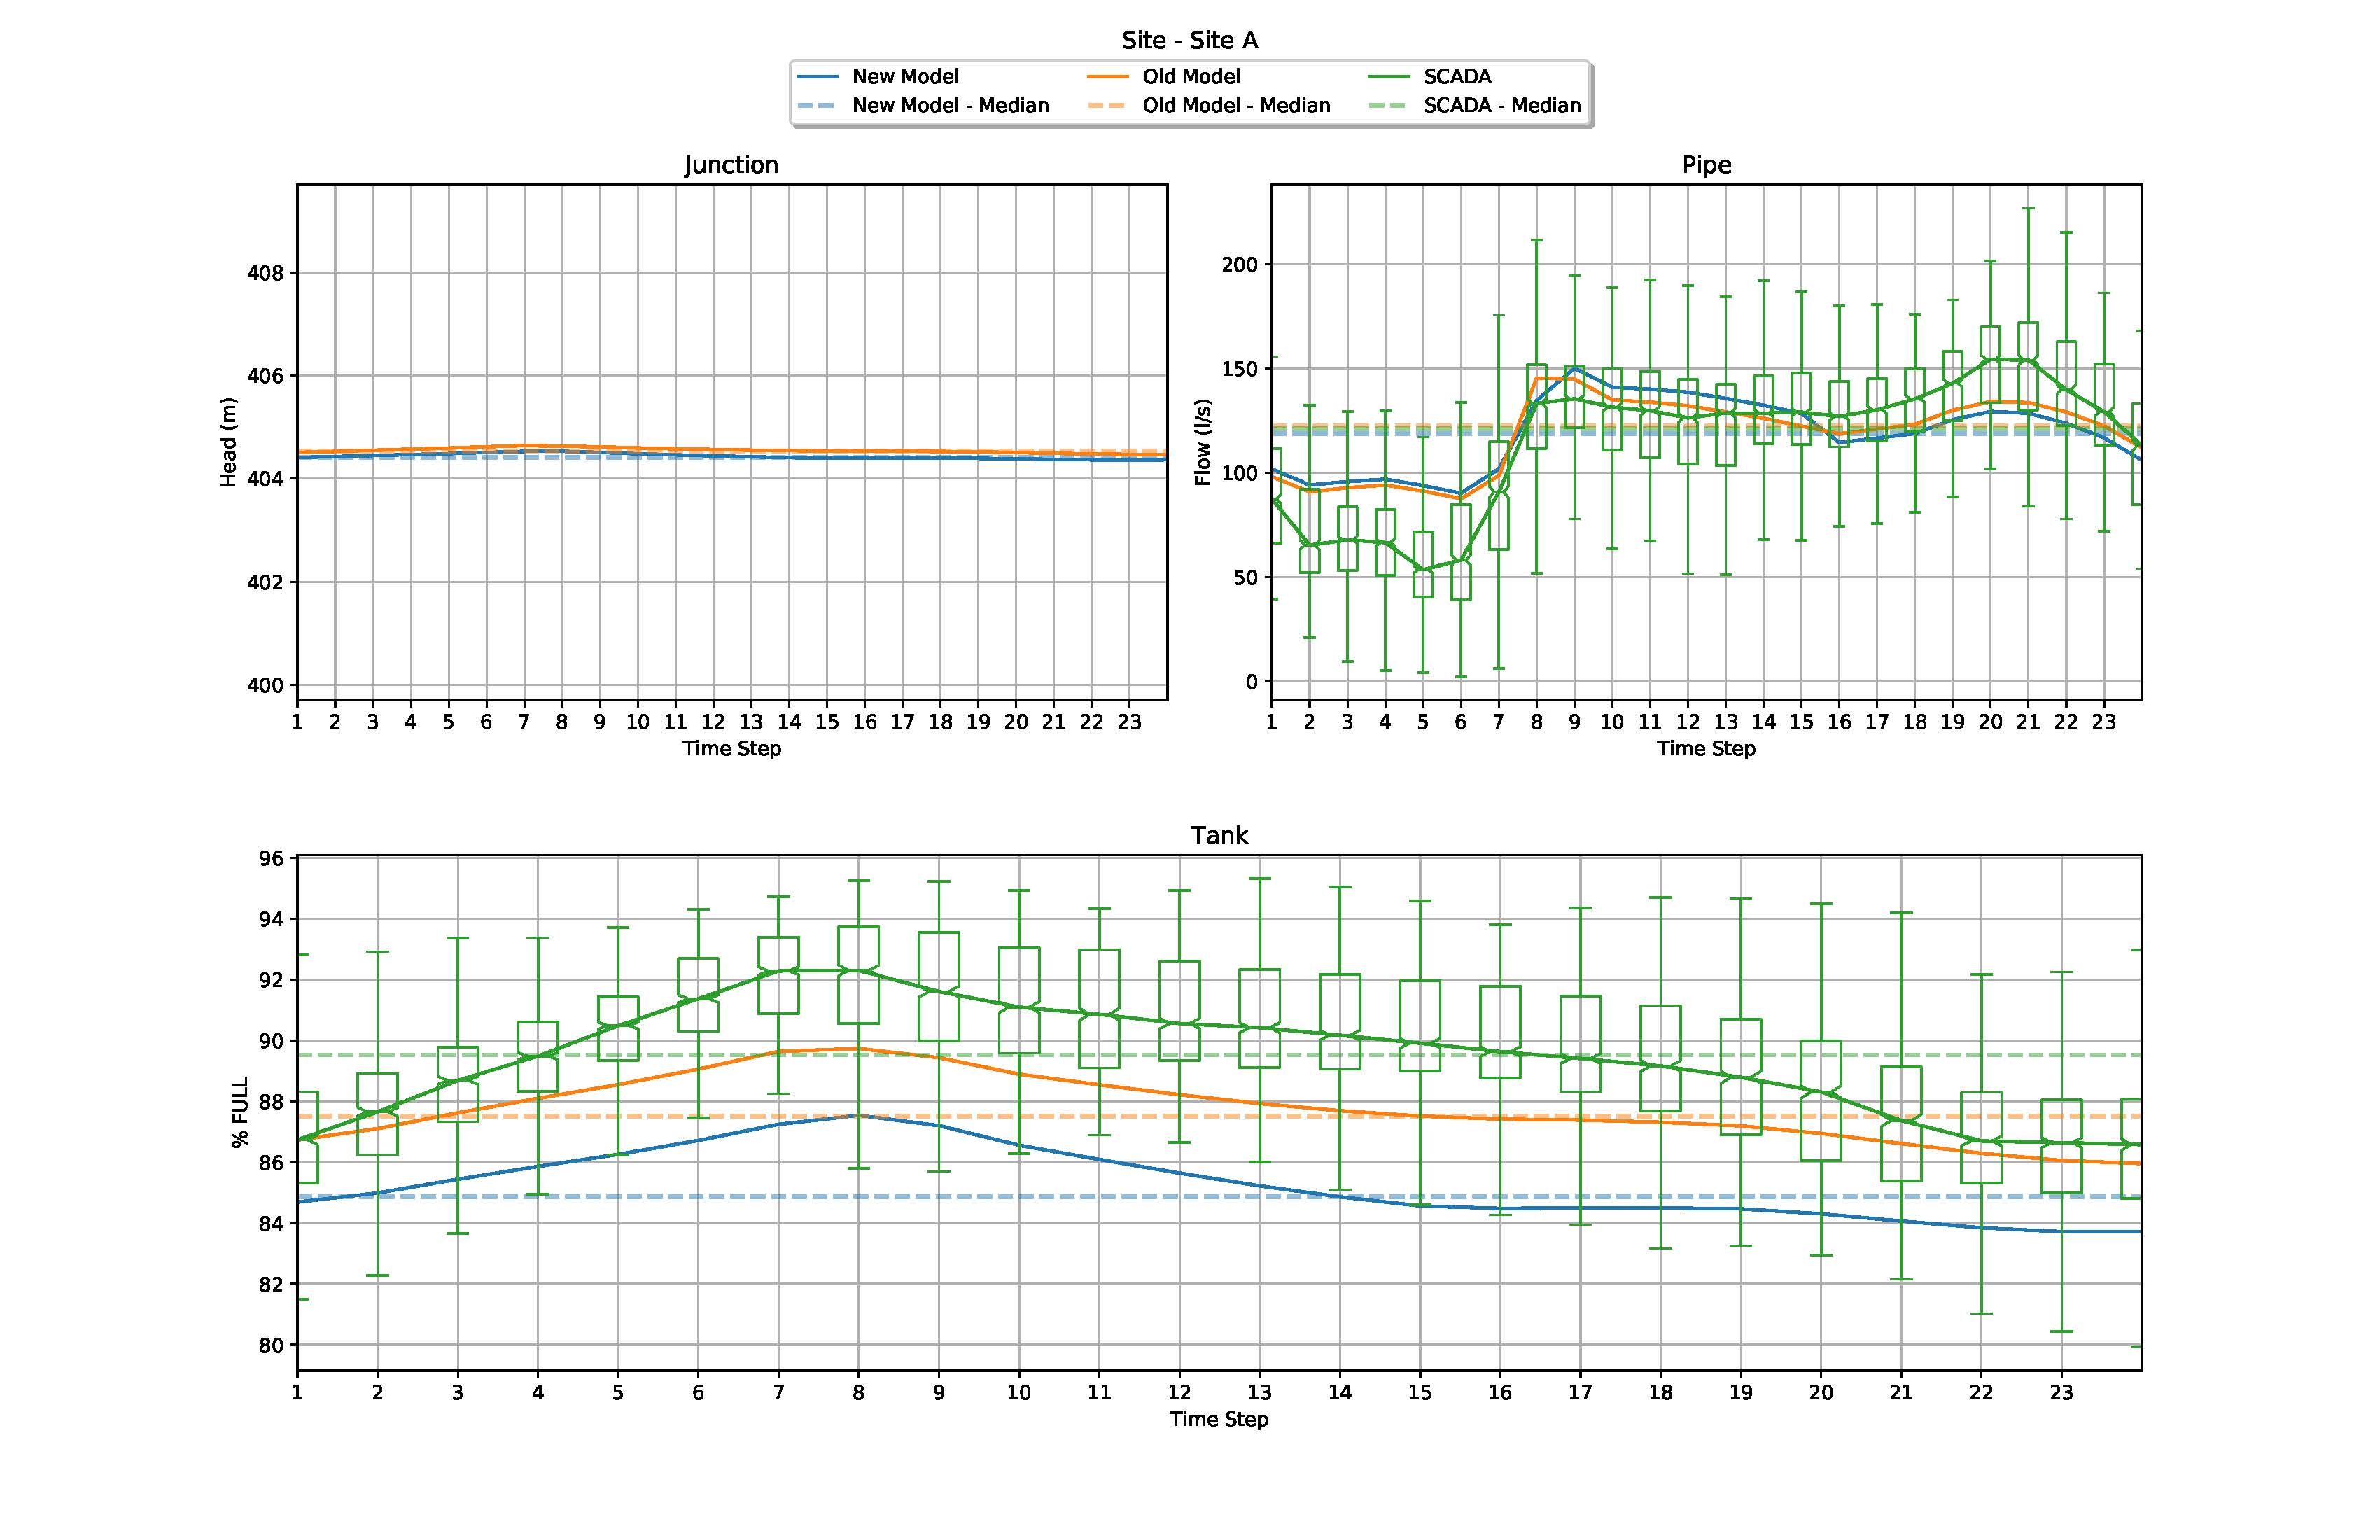 Site - Site A
New Model Old Model SCADA
New Model - Median Old Model - Median SCADA - Median
Junction
408
406
404
402
400
Head (m)
1 2 3 4 5 6 7 8 9 10 11 12 13 14 15 16 17 18 19 20 21 22 23
Time Step
Pipe
200
150
100
50
0
Flow (l/s)
1 2 3 4 5 6 7 8 9 10 11 12 13 14 15 16 17 18 19 20 21 22 23
Time Step
Tank
96
94
92
90
88
86
84
82
80
% FULL
1 2 3 4 5 6 7 8 9 10 11 12 13 14 15 16 17 18 19 20 21 22 23
Time Step